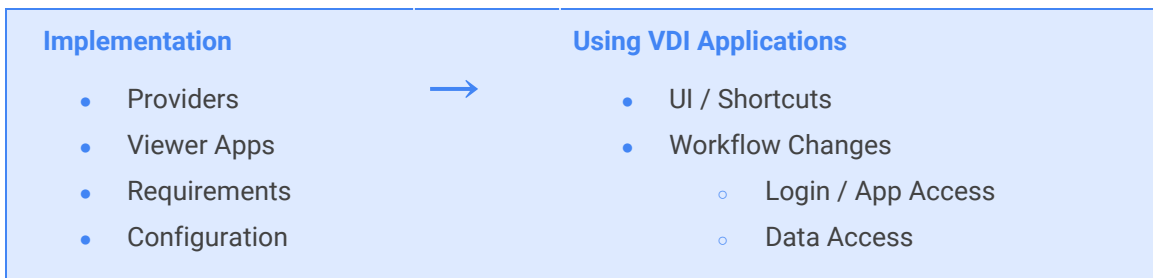 Implementation
● Providers
● Viewer Apps
● Requirements
● Configuration
→
Using VDI Applications
● UI / Shortcuts
● Workflow Changes
○ Login / App Access
○ Data Access